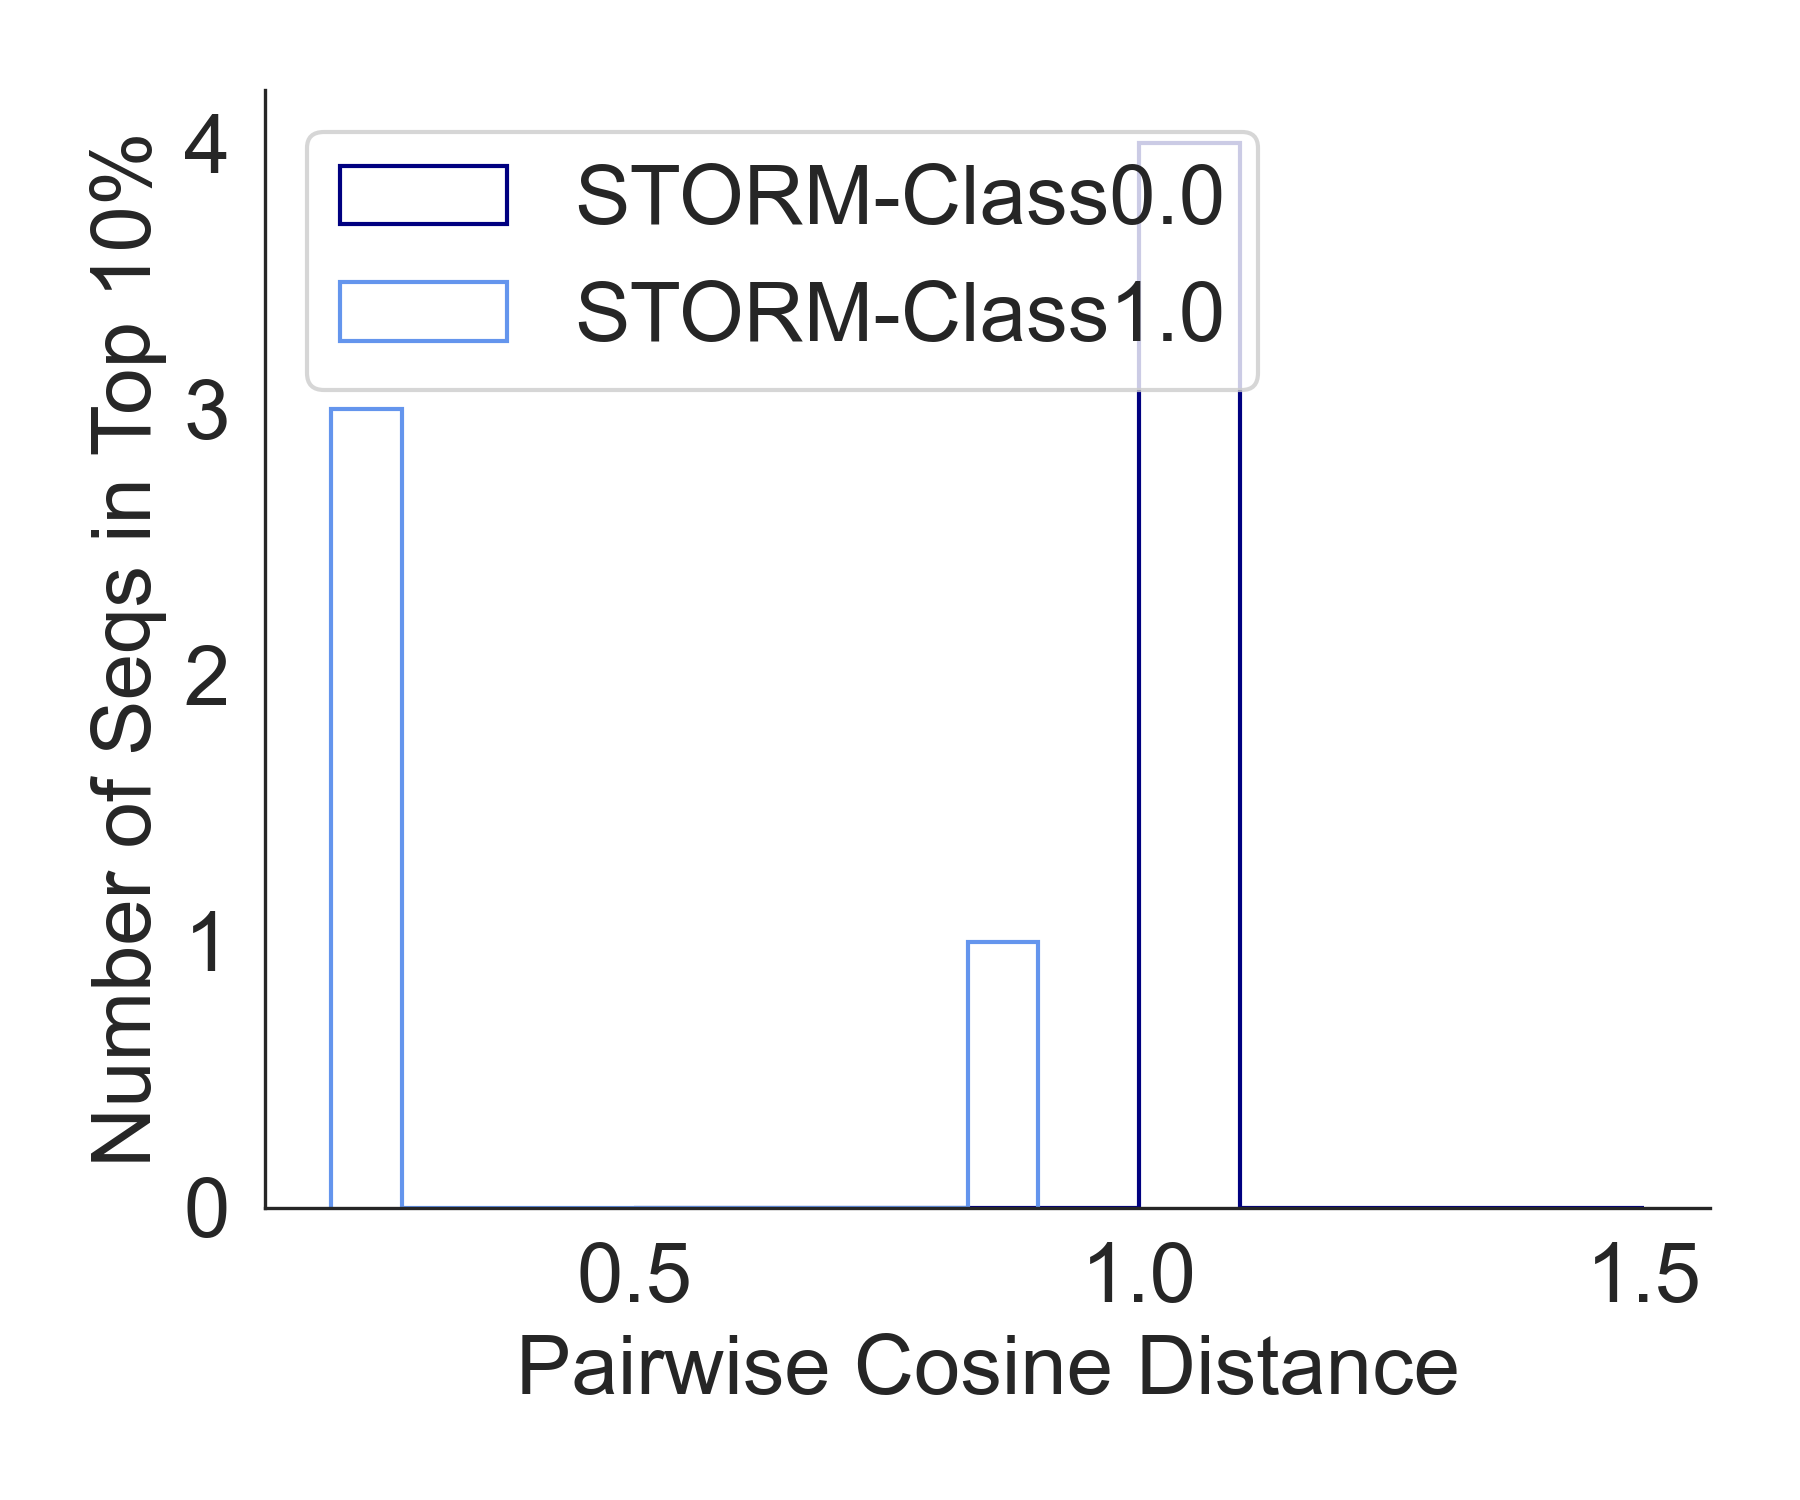 Number of Seqs in Top 10%
4
3
2
1
0
STORM-Class0.0
STORM-Class1.0
0.5
1.0
1.5
Pairwise Cosine Distance